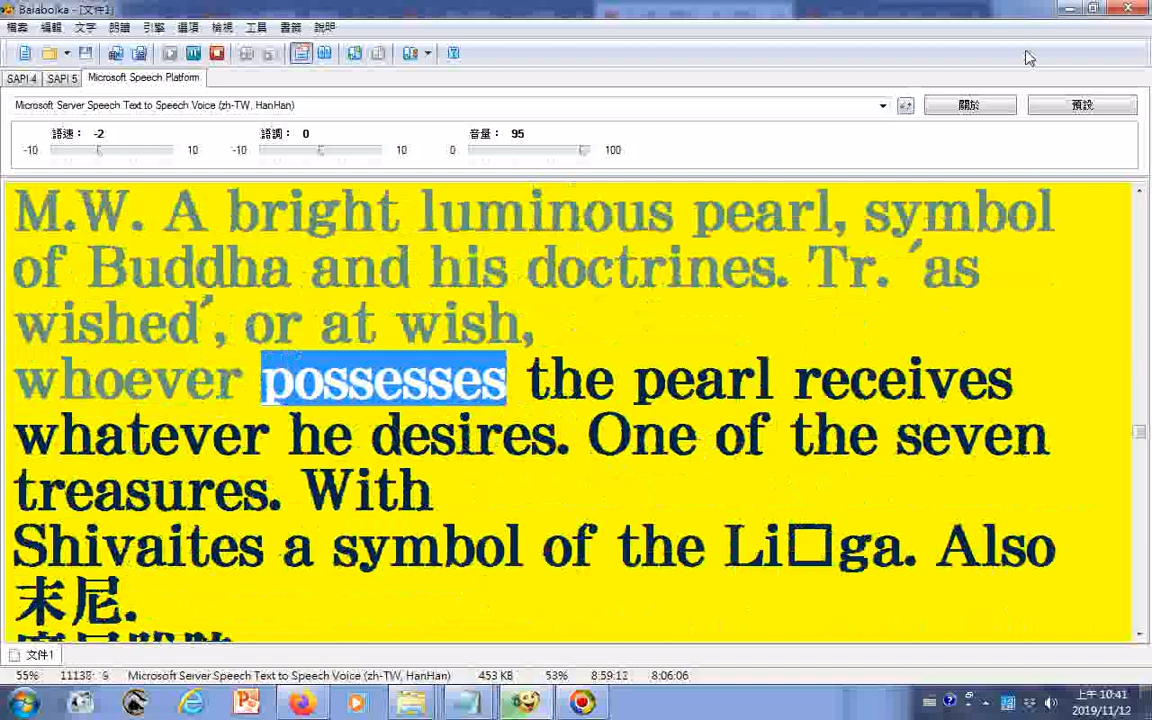 Balabolka - [文件1]
檔案 編輯 文字 朗讀 引擎 選項 檢視 工具 書籤 說明
SAPI 4 SAPI 5 Microsoft Speech Platform
Microsoft Server Speech Text to Speech Voice (zh-TW, HanHan) 關於 預設
語速： -2 語調： 0 音量： 95
-10 10 -10 10 0 100
M.W. A bright luminous pearl, symbol
of Buddha and his doctrines. Tr. ′as
wished′, or at wish,
whoever possesses the pearl receives
whatever he desires. One of the seven
treasures. With
Shivaites a symbol of the Li□ga. Also
末尼.
文件1
55% Microsoft Server Speech Text to Speech Voice (zh-TW, HanHan) 453 KB 53% 8:59:12 8:06:06
上午 10:41
2019/11/12